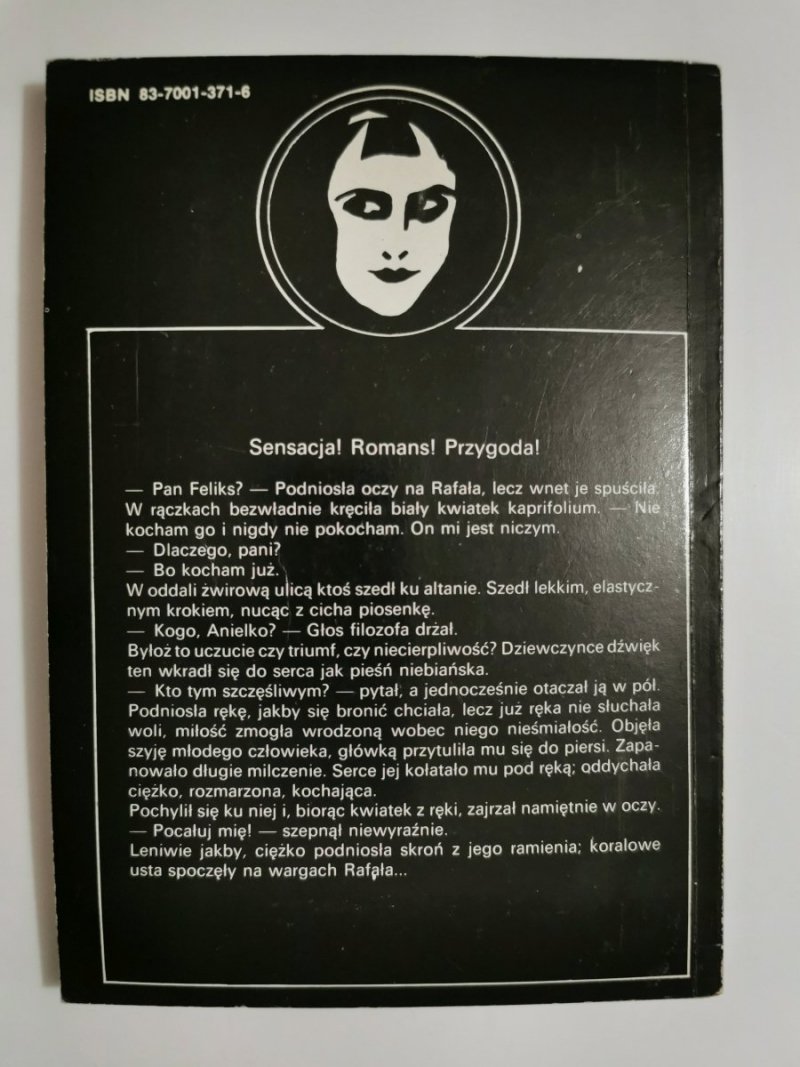 ISBN 83-7001-371-6
Sensacja! Romans! Przygoda!
— Pan Feliks? — Podniosła oczy na Rafała, lecz wnet je spuściła.
W rączkach bezwładnie kręciła biały kwiatek kaprifolium. — Nie
kocham go i nigdy nie pokocham. On mi jest niczym.
— Dlaczego, pani?
— Bo kocham już.
W oddali żwirową ulicą ktoś szedł ku altanie. Szedł lekkim, elastycz-
nym krokiem, nucąc z cicha piosenkę.
— Kogo, Anielko? — Głos filozofa drżał.
Byłoż to uczucie czy triumf, czy niecierpliwość? Dziewczynce dźwięk
ten wkradł się do serca jak pieśń niebiańska.
— Kto tym szczęśliwym? — pytał, a jednocześnie otaczał ją w pół.
Podniosła rękę, jakby się bronić chciała, lecz już ręka nie słuchała
woli, miłość zmogła wrodzoną wobec niego nieśmiałość. Objęła
szyję młodego człowieka, główką przytuliła mu się do piersi. Zapa-
nowało długie milczenie. Serce jej kołatało mu pod ręką; oddychała
ciężko, rozmarzona, kochająca.
Pochylił się ku niej i, biorąc kwiatek z ręki, zajrzał namiętnie w oczy.
— Pocałuj mię! — szepnął niewyraźnie.
Leniwie jakby, ciężko podniosła skroń z jego ramienia; koralowe
usta spoczęły na wargach Rafała...